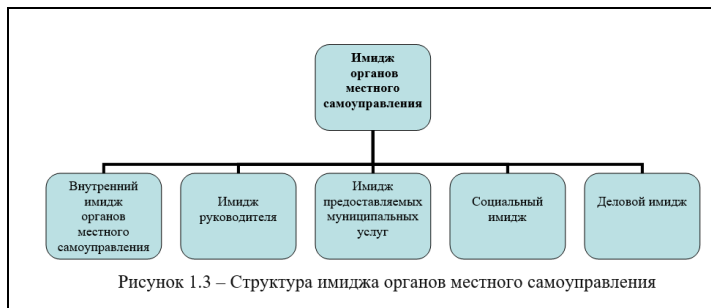 Имидж
органов
местного
самоуправления
Внутренний
имидж
органов
местного
самоуправления
Имидж
руководителя
Имидж
предоставляемых
муниципальных
услуг
Социальный
имидж
Деловой имидж
Рисунок 1.3 – Структура имиджа органов местного самоуправления